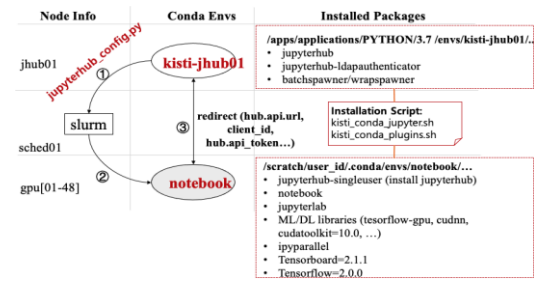 Node Info
Conda Envs
Installed Packages
jupyterhub_config.py
jhub01
①
kisti-jhub01
slurm
sched01
③
redirect (hub.api.url,
client_id,
hub.api_token…)
②
gpu[01-48]
notebook
/apps/applications/PYTHON/3.7 /envs/kisti-jhub01/..
• jupyterhub
• jupyterhub-ldapauthenticator
• batchspawner/wrapspawner
Installation Script:
kisti_conda_jupyter.sh
kisti_conda_plugins.sh
/scratch/user_id/.conda/envs/notebook/…
• jupyterhub-singleuser (install jupyterhub)
• notebook
• jupyterlab
• ML/DL libraries (tesorflow-gpu, cudnn,
cudatoolkit=10.0, …)
• ipyparallel
• Tensorboard=2.1.1
• Tensorflow=2.0.0